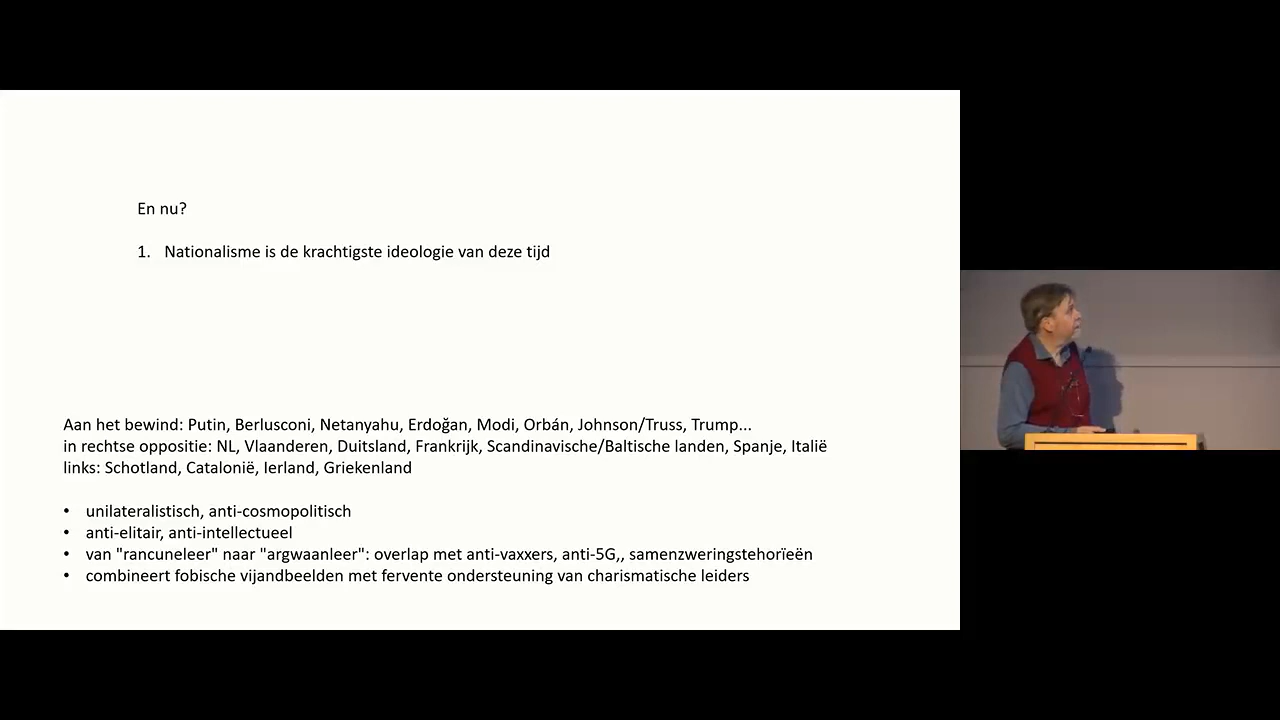 En nu?
1. Nationalisme is de krachtigste ideologie van deze tijd
Aan het bewind: Putin, Berlusconi, Netanyahu, Erdoğan, Modi, Orbán, Johnson/Truss, Trump...
in rechtse oppositie: NL, Vlaanderen, Duitsland, Frankrijk, Scandinavische/Baltische landen, Spanje, Italië
links: Schotland, Catalonië, Ierland, Griekenland
• unilateralistisch, anti-cosmopolitisch
• anti-elitair, anti-intellectueel
• van "rancuneleer" naar "argwaanleer": overlap met anti-vaxxers, anti-5G,, samenzweringstehorïeën
• combineert fobische vijandbeelden met fervente ondersteuning van charismatische leiders